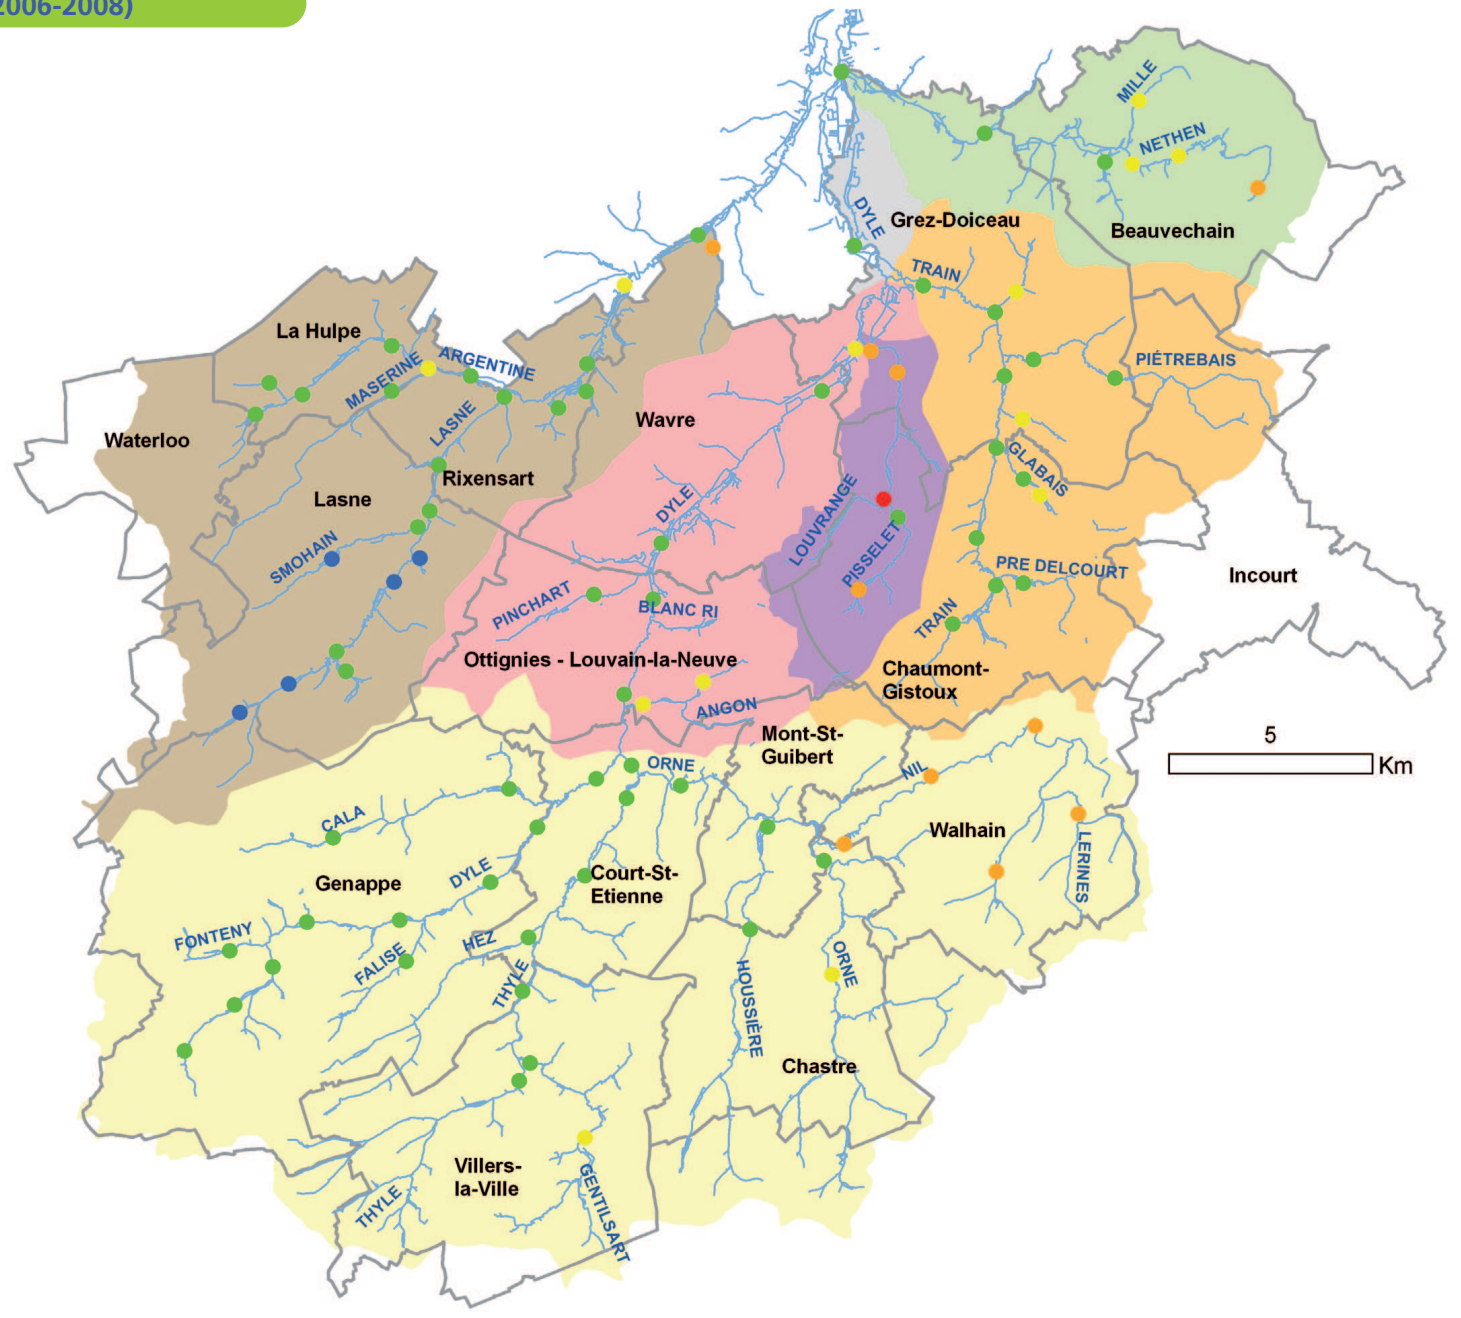 2006-2008)
MILLE
NETHEN
DYLE
Grez-Doiceau
Beauvechain
TRAIN
La Hulpe
MASERINE
ARGENTINE
PIÉTREBAIS
Waterloo
LASNE
Wavre
Rixensart
Lasne
GLABAIS
DYLE
LOUVRANGE
SMOHAIN
PISSELET
PRE DELCOURT
Incourt
PINCHART
BLANC RI
TRAIN
Ottignies - Louvain-la-Neuve
Chaumont-
Gistoux
ANGON
Mont-St-
Guibert
5
Km
ORNE
NIL
CALA
Walhain
LERINES
Genappe
DYLE
Court-St-
Etienne
FONTENY
FALISE
HEZ
THYLE
HOUSSIÈRE
ORNE
Chastre
Villers-
la-Ville
THYLE
GENTILSART